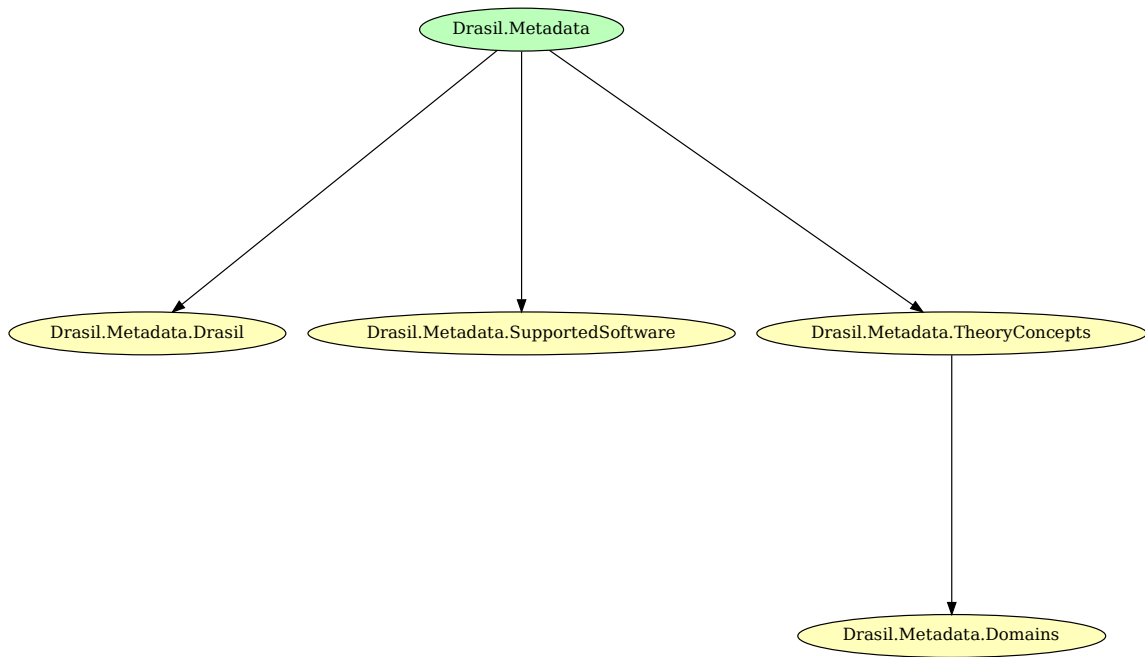 Drasil.Metadata
Drasil.Metadata.Drasil
Drasil.Metadata.SupportedSoftware
Drasil.Metadata.TheoryConcepts
Drasil.Metadata.Domains